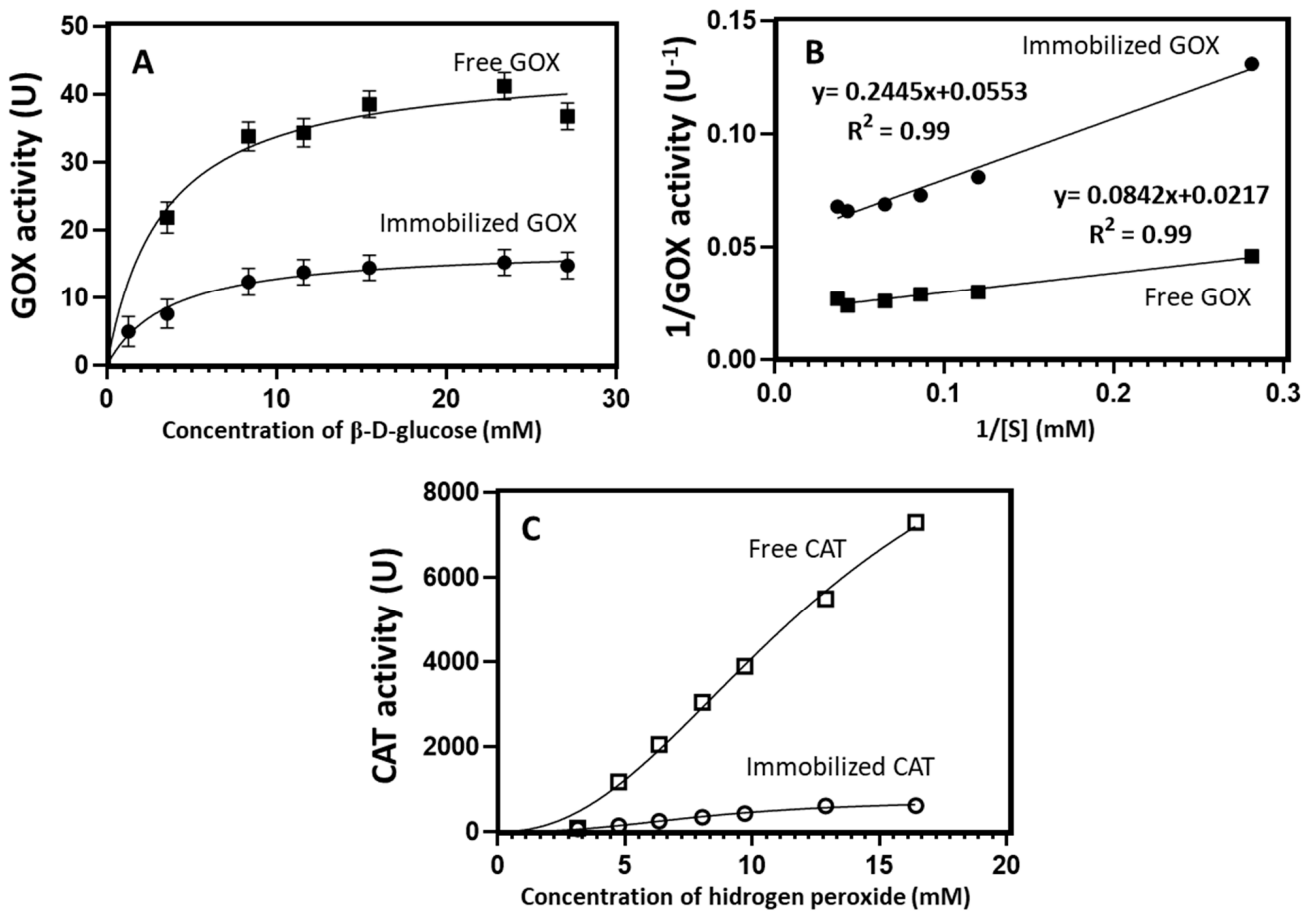 A
GOX activity (U)
50
40
30
20
10
0
Free GOX
Immobilized GOX
0 10 20 30
Concentration of β-D-glucose (mM)
B
1/GOX activity (U⁻¹)
0.15
0.10
0.05
0.00
Immobilized GOX
y= 0.2445x+0.0553
R² = 0.99
y= 0.0842x+0.0217
R² = 0.99
Free GOX
0.0 0.1 0.2 0.3
1/[S] (mM)
C
CAT activity (U)
8000
6000
4000
2000
0
Free CAT
Immobilized CAT
0 5 10 15 20
Concentration of hidrogen peroxide (mM)